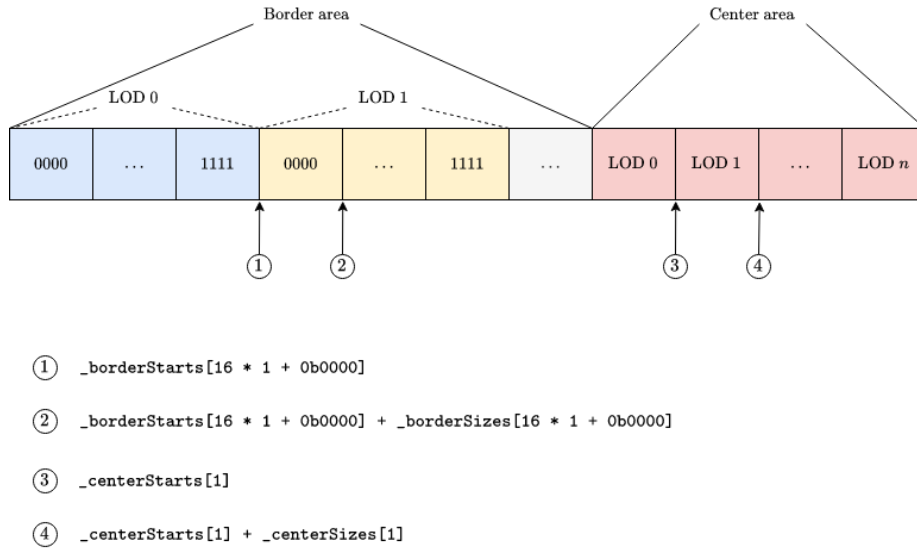 Border area Center area
LOD 0 LOD 1
0000 ... 1111 0000 ... 1111 ... LOD 0 LOD 1 ... LOD n
1 2 3 4
1 _borderStarts[16 * 1 + 0b0000]
2 _borderStarts[16 * 1 + 0b0000] + _borderSizes[16 * 1 + 0b0000]
3 _centerStarts[1]
4 _centerStarts[1] + _centerSizes[1]